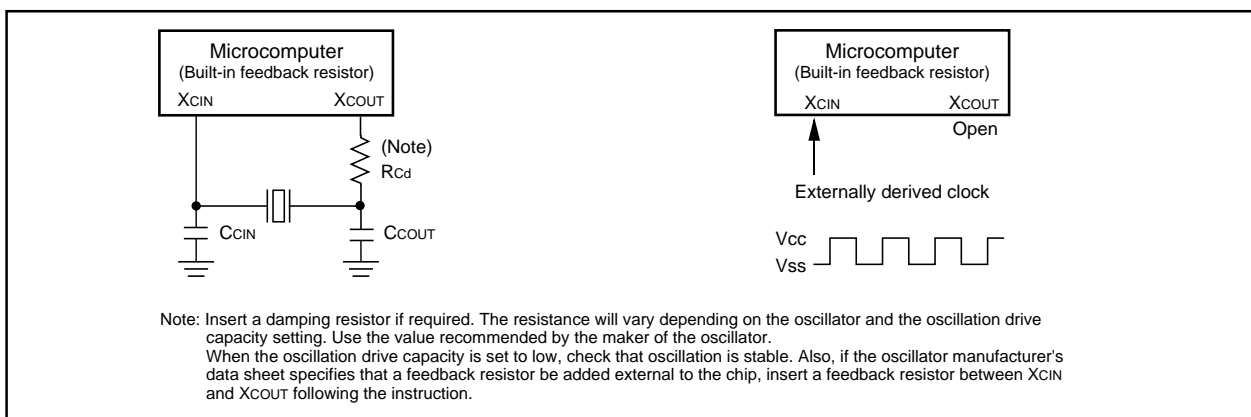 Microcomputer
(Built-in feedback resistor)
XCIN XCOUT
(Note)
RCd
CCIN CCOUT
Microcomputer
(Built-in feedback resistor)
XCIN XCOUT
Open
Externally derived clock
Vcc
Vss
Note: Insert a damping resistor if required. The resistance will vary depending on the oscillator and the oscillation drive
capacity setting. Use the value recommended by the maker of the oscillator.
When the oscillation drive capacity is set to low, check that oscillation is stable. Also, if the oscillator manufacturer's
data sheet specifies that a feedback resistor be added external to the chip, insert a feedback resistor between XCIN
and XCOUT following the instruction.